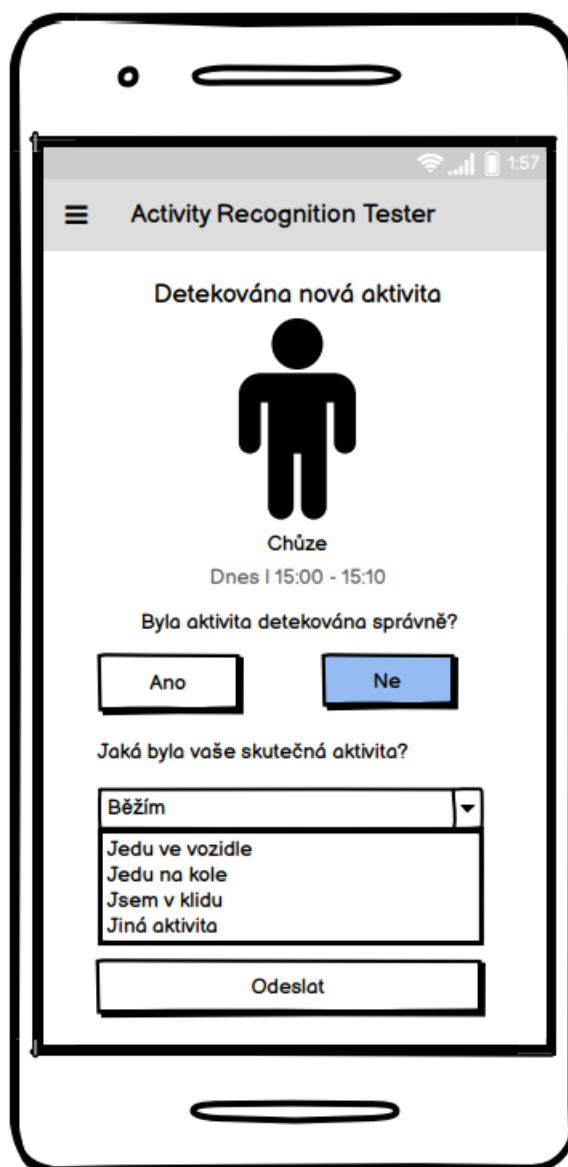 1:57
Activity Recognition Tester
Detekována nová aktivita
Chůze
Dnes | 15:00 - 15:10
Byla aktivita detekována správně?
Ano
Ne
Jaká byla vaše skutečná aktivita?
Běžím
Jedu ve vozidle
Jedu na kole
Jsem v klidu
Jiná aktivita
Odeslat